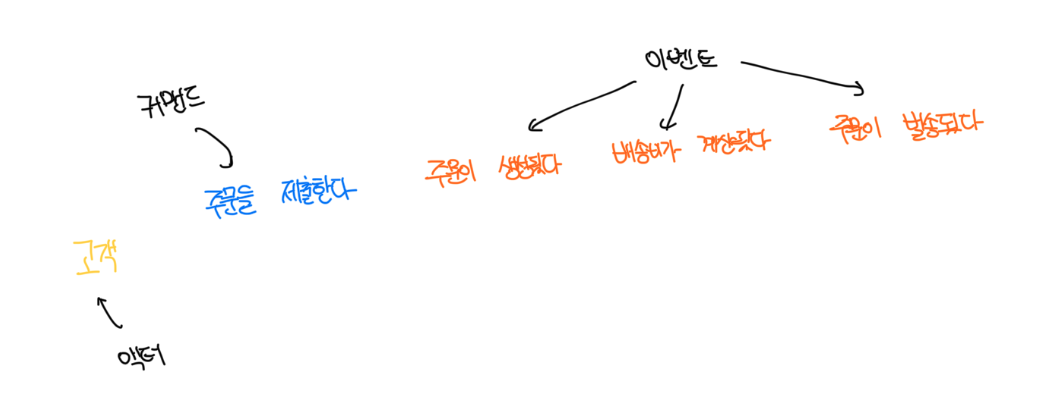 이벤트
커맨드
주문이 발송됐다
배송비가 계산됐다
주문이 생성됐다
주문을 제출한다
고객
액터